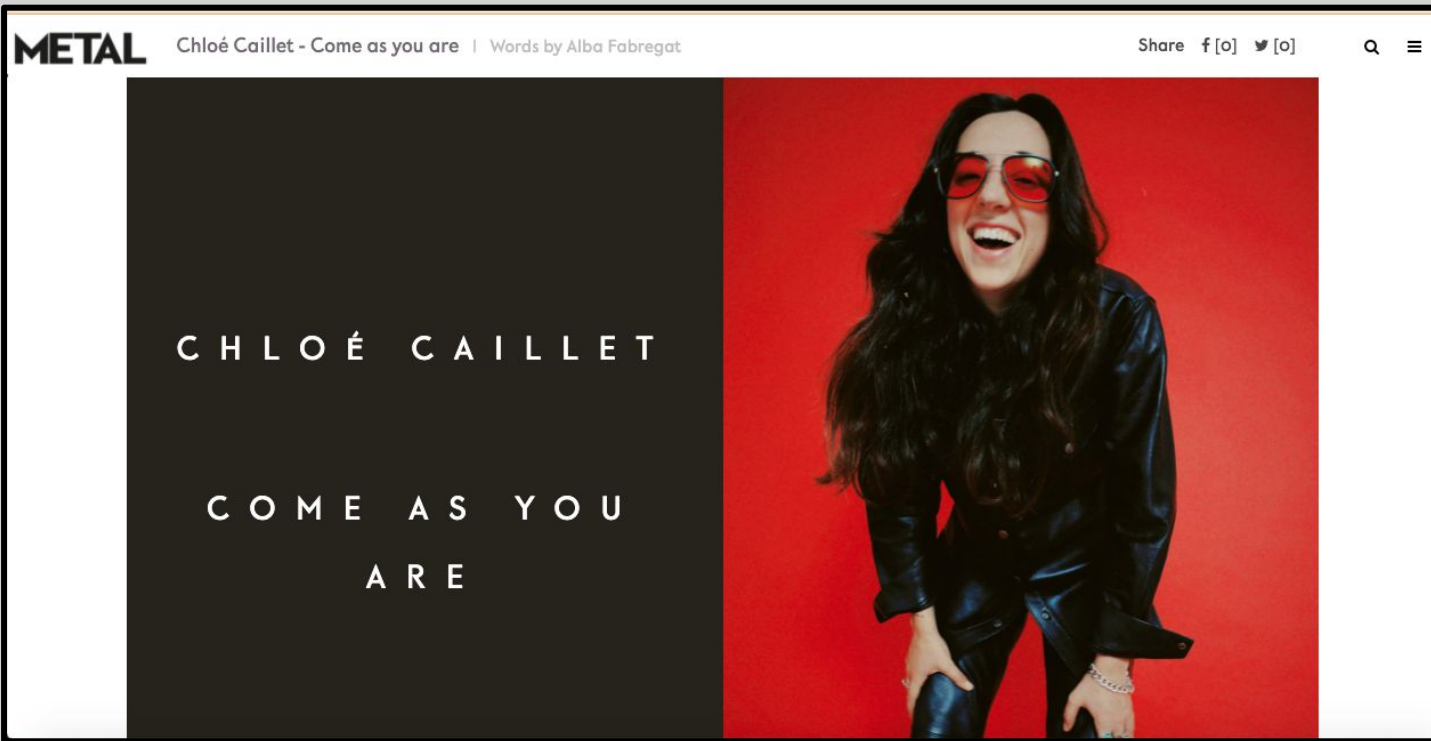 METAL Chloé Caillet - Come as you are | Words by Alba Fabregat Share f [0] [0]
CHLOÉ CAILLET
COME AS YOU
ARE